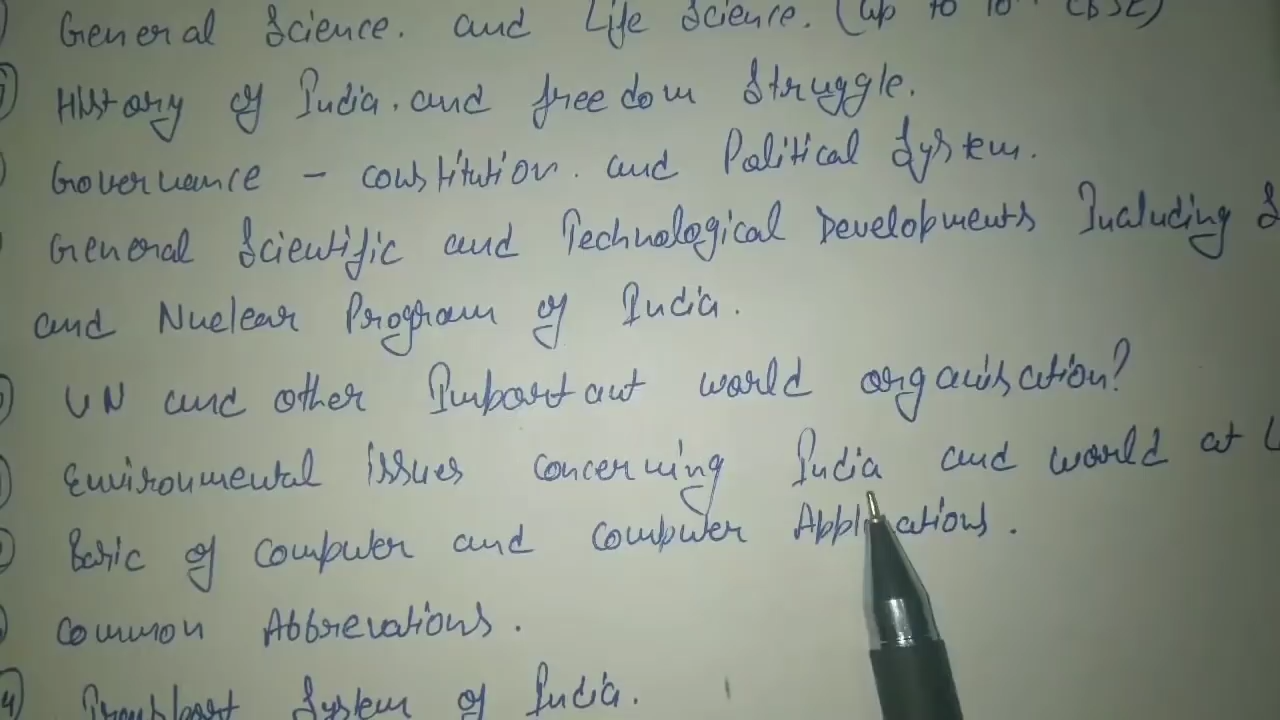 General Science. and Life Science. (up to 10th CBSE)
History of India. and freedom Struggle.
Governance - constitution. and Political System.
General Scientific and Technological Developments Including
and Nuclear Program of India.
UN and other Important world organisation?
Environmental issues concerning India and world at
Basic of computer and computer Applications.
common Abbrevations.
Transport System of India.